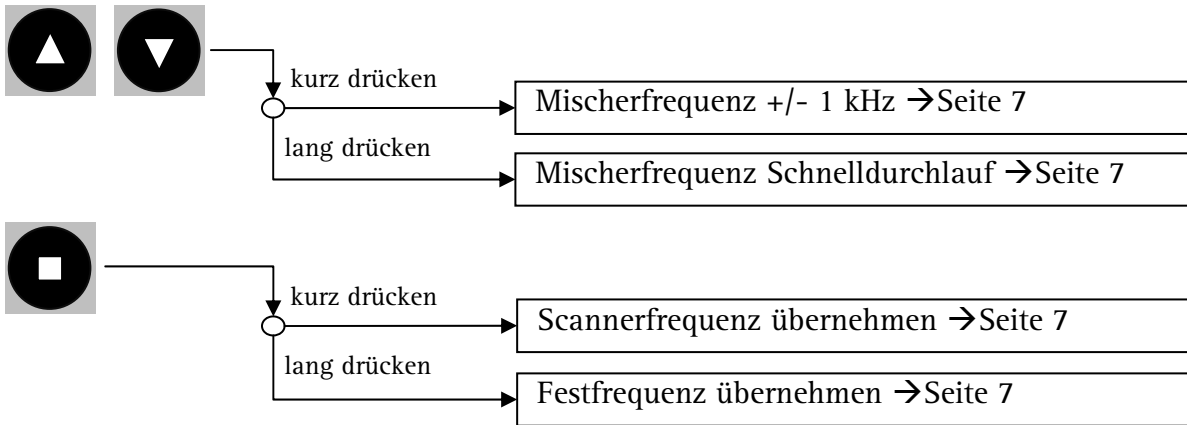 kurz drücken
Mischerfrequenz +/- 1 kHz →Seite 7
lang drücken
Mischerfrequenz Schnelldurchlauf →Seite 7
kurz drücken
Scannerfrequenz übernehmen →Seite 7
lang drücken
Festfrequenz übernehmen →Seite 7